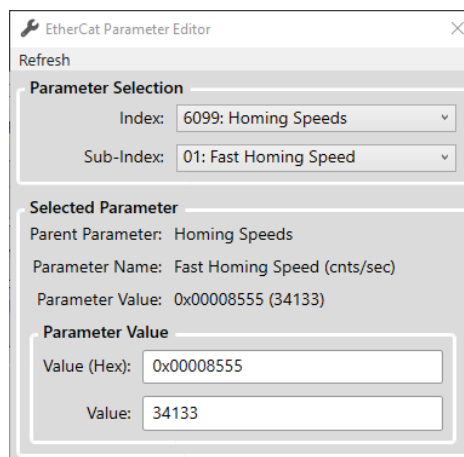 EtherCat Parameter Editor
Refresh
Parameter Selection
Index: 6099: Homing Speeds
Sub-Index: 01: Fast Homing Speed
Selected Parameter
Parent Parameter: Homing Speeds
Parameter Name: Fast Homing Speed (cnts/sec)
Parameter Value: 0x00008555 (34133)
Parameter Value
Value (Hex): 0x00008555
Value: 34133